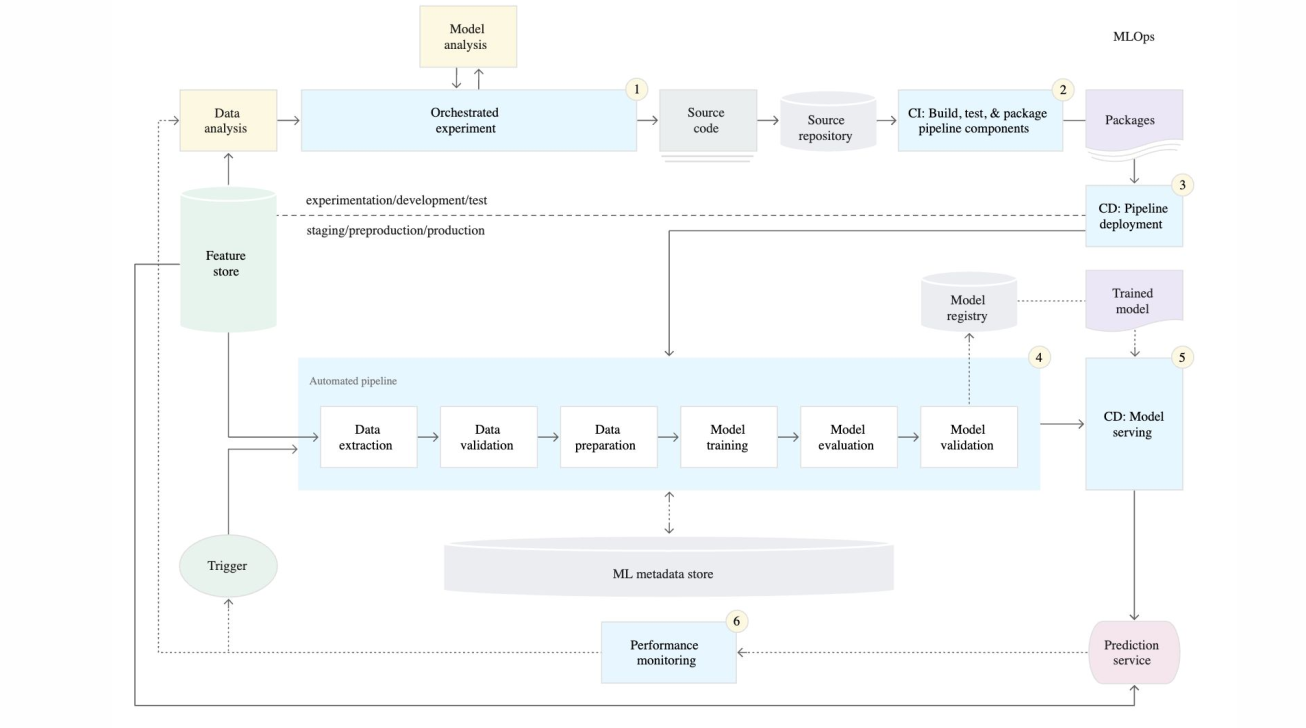 Model
analysis
MLOps
1
2
Data
analysis
Orchestrated
experiment
Source
code
Source
repository
CI: Build, test, & package
pipeline components
Packages
3
experimentation/development/test
staging/preproduction/production
CD: Pipeline
deployment
Feature
store
Model
registry
Trained
model
4
5
Automated pipeline
Data
extraction
Data
validation
Data
preparation
Model
training
Model
evaluation
Model
validation
CD: Model
serving
Trigger
ML metadata store
6
Performance
monitoring
Prediction
service